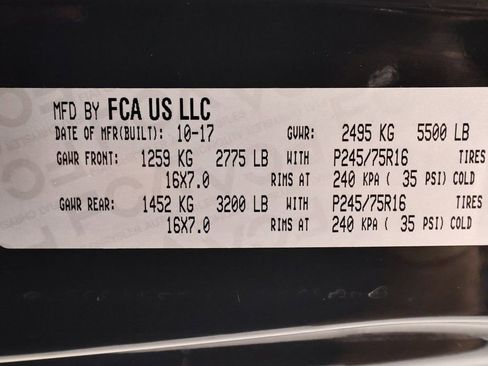 MFD BY FCA US LLC
DATE OF MFR(BUILT): 10-17 GVWR: 2495 KG 5500 LB
GAWR FRONT: 1259 KG 2775 LB WITH P245/75R16 TIRES
16X7.0 RIMS AT 240 KPA ( 35 PSI) COLD
GAWR REAR: 1452 KG 3200 LB WITH P245/75R16 TIRES
16X7.0 RIMS AT 240 KPA ( 35 PSI) COLD